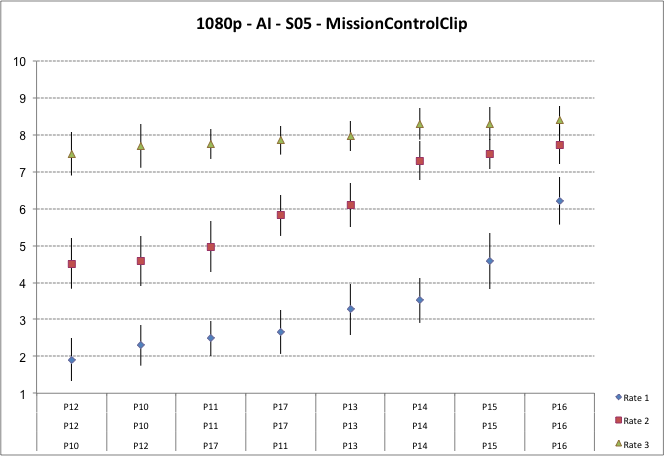 1080p - AI - S05 - MissionControlClip
10
9
8
7
6
5
4
3
2
1
P12 P10 P11 P17 P13 P14 P15 P16
P12 P10 P11 P17 P13 P14 P15 P16
P10 P12 P17 P11 P13 P14 P15 P16
Rate 1
Rate 2
Rate 3